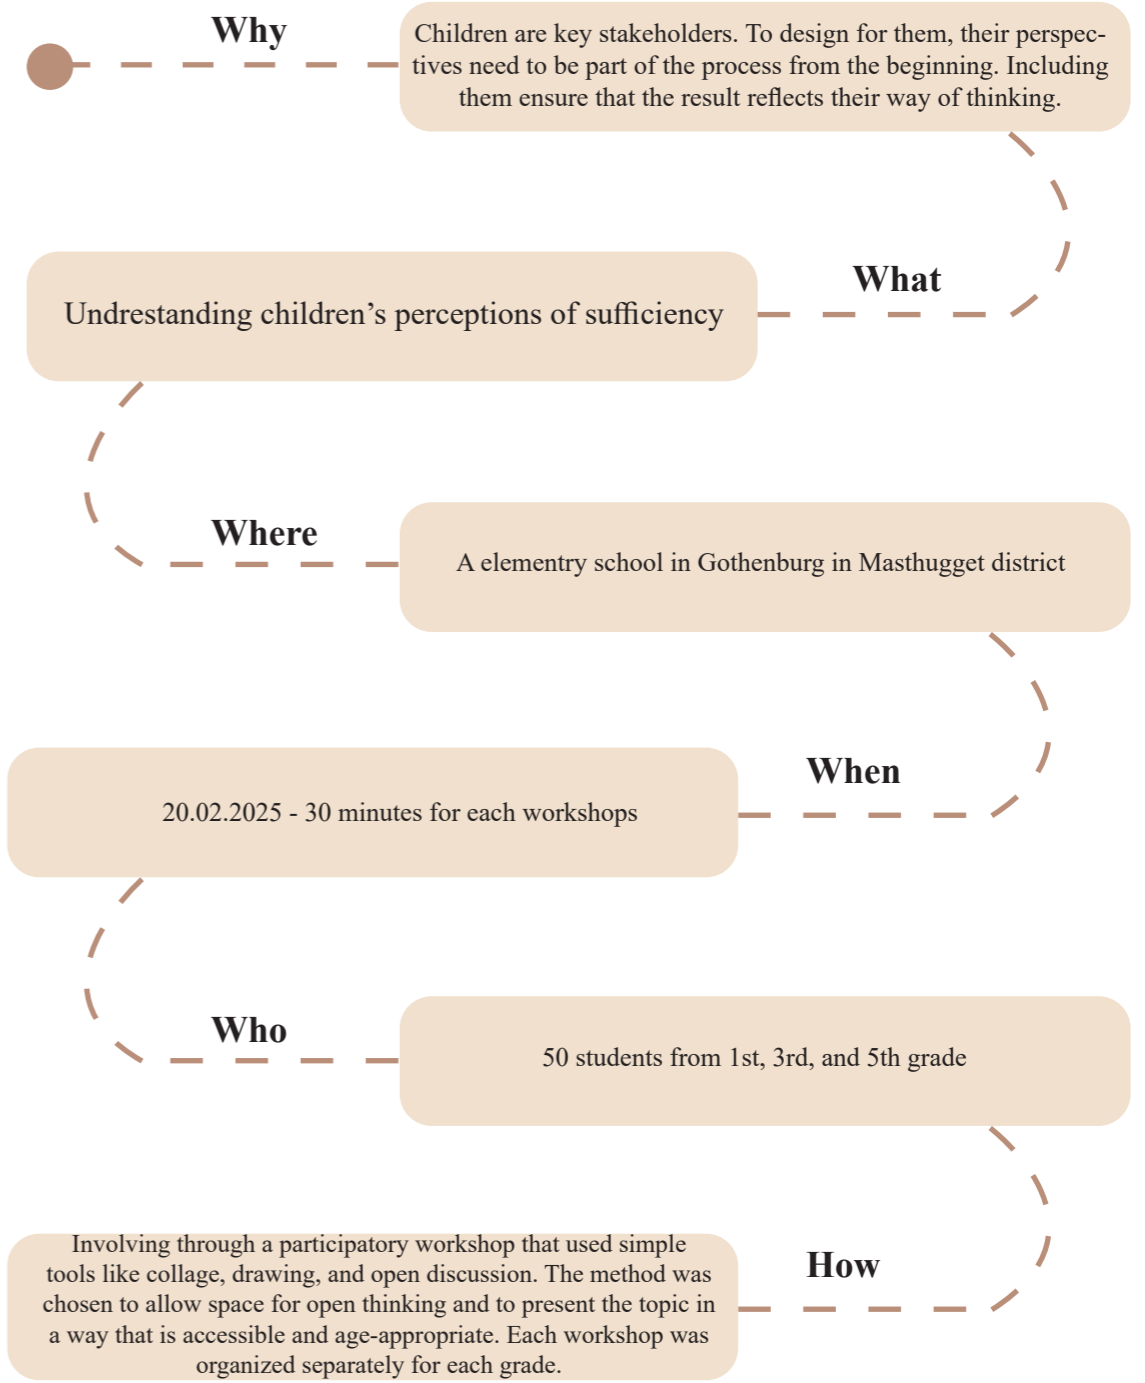 Why
Children are key stakeholders. To design for them, their perspec-
tives need to be part of the process from the beginning. Including
them ensure that the result reflects their way of thinking.
What
Undrestanding children’s perceptions of sufficiency
Where
A elementry school in Gothenburg in Masthugget district
When
20.02.2025 - 30 minutes for each workshops
Who
50 students from 1st, 3rd, and 5th grade
How
Involving through a participatory workshop that used simple
tools like collage, drawing, and open discussion. The method was
chosen to allow space for open thinking and to present the topic in
a way that is accessible and age-appropriate. Each workshop was
organized separately for each grade.